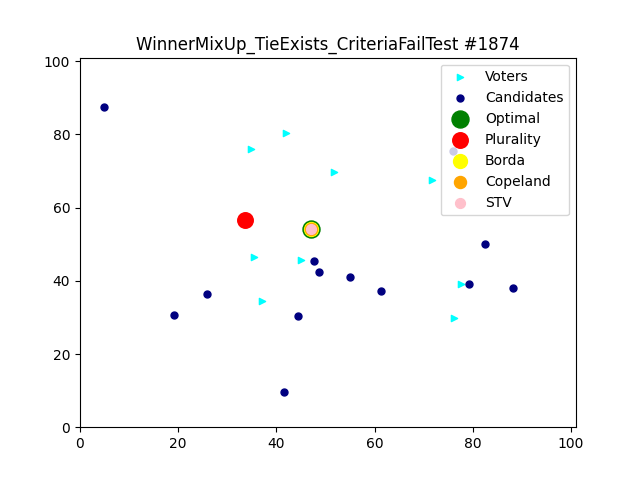 WinnerMixUp_TieExists_CriteriaFailTest #1874
100
80
60
40
20
0
0
20
40
60
80
100
Voters
Candidates
Optimal
Plurality
Borda
Copeland
STV